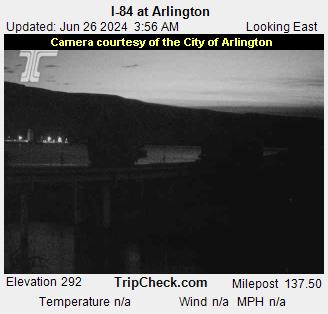 I-84 at Arlington
Updated: Jun 26 2024 3:56 AM Looking East
Camera courtesy of the City of Arlington
Elevation 292 TripCheck.com Milepost 137.50
Temperature n/a Wind n/a MPH n/a